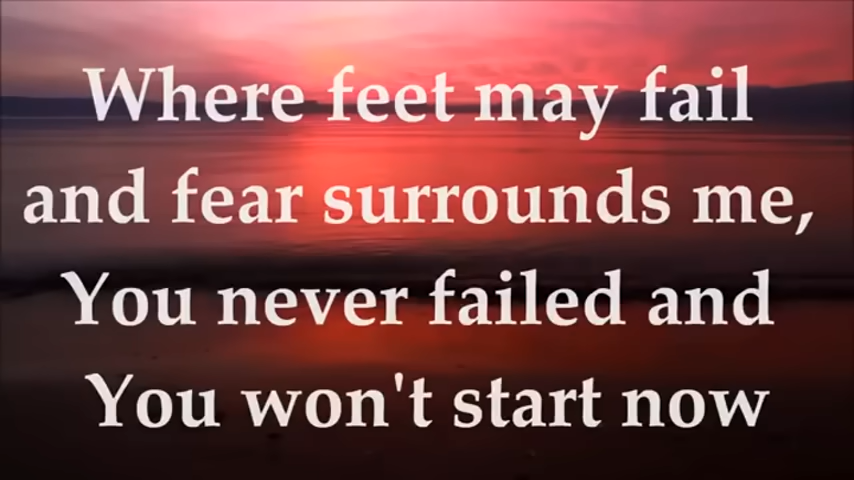 Where feet may fail
and fear surrounds me,
You never failed and
You won't start now